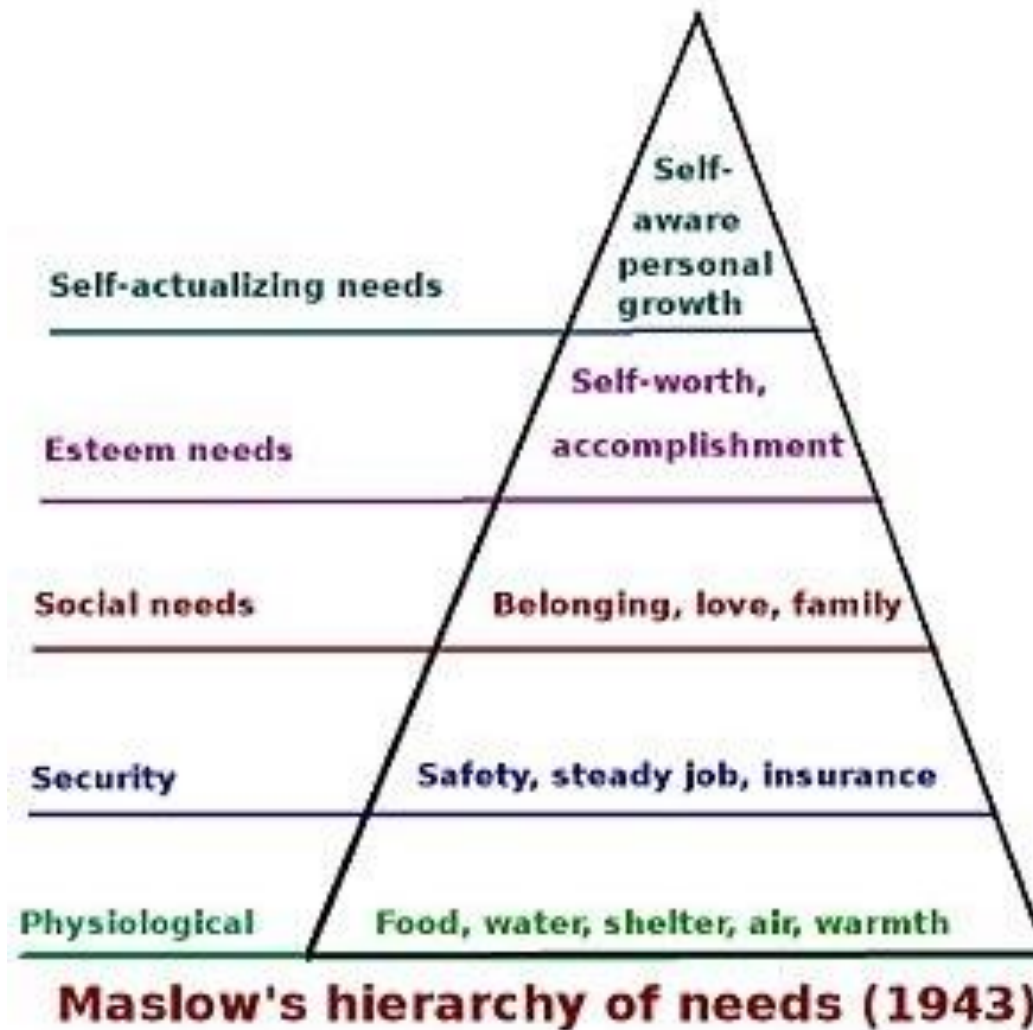 Self-
aware
personal
growth
Self-actualizing needs
Self-worth,
accomplishment
Esteem needs
Social needs
Belonging, love, family
Security
Safety, steady job, insurance
Physiological
Food, water, shelter, air, warmth
Maslow's hierarchy of needs (1943)